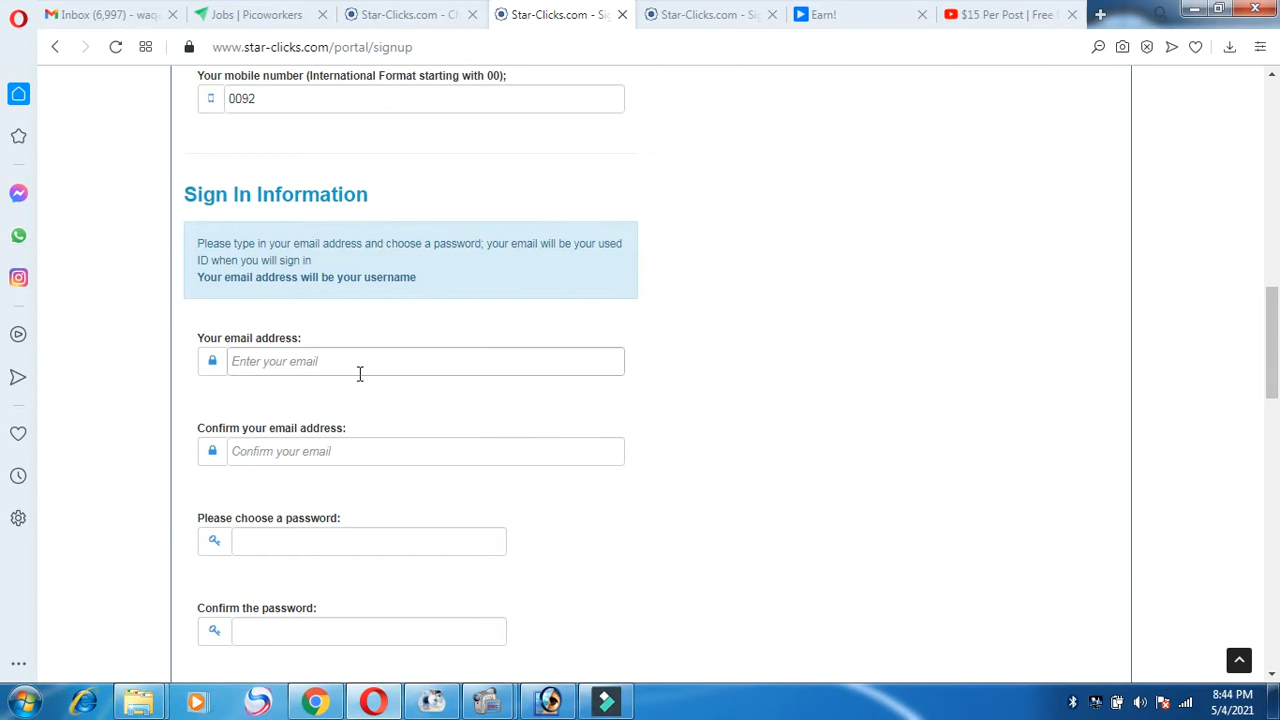 Inbox (6,997) - waq
Jobs | Picoworkers
Star-Clicks.com - C
Star-Clicks.com - Si
Star-Clicks.com - Si
Earn!
$15 Per Post | Free
www.star-clicks.com/portal/signup
Your mobile number (International Format starting with 00);
0092
Sign In Information
Please type in your email address and choose a password; your email will be your used
ID when you will sign in
Your email address will be your username
Your email address:
Enter your email
Confirm your email address:
Confirm your email
Please choose a password:
Confirm the password:
8:44 PM
5/4/2021